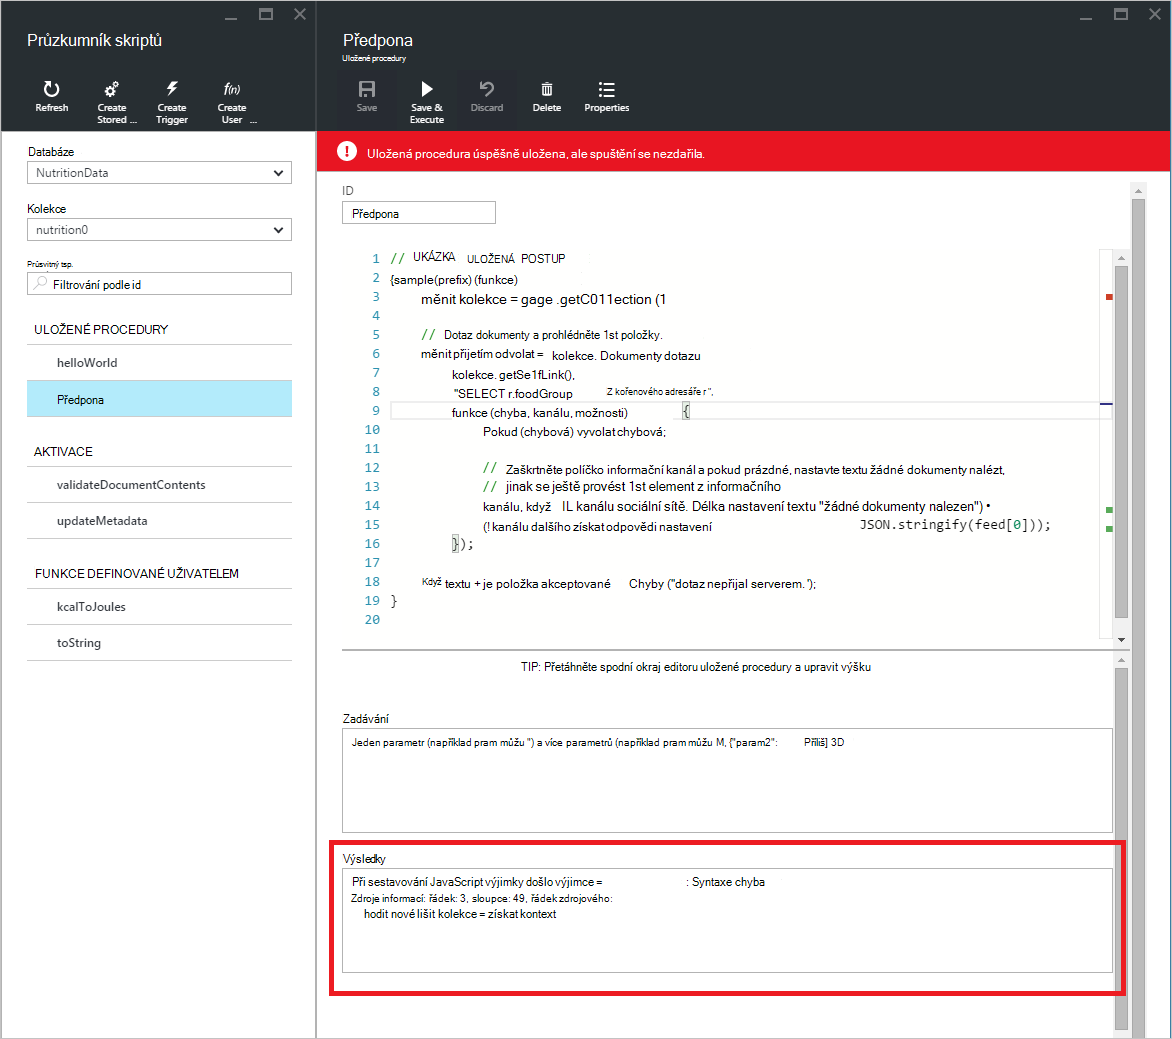 Průzkumník skriptů
Refresh
Create Stored ...
Create Trigger
f(n)
Create User ...
Databáze
NutritionData
Kolekce
nutrition0
Průsvitný tsp.
Filtrování podle id
ULOŽENÉ PROCEDURY
helloWorld
Předpona
AKTIVACE
validateDocumentContents
updateMetadata
FUNKCE DEFINOVANÉ UŽIVATELEM
kcalToJoules
toString
Předpona
Uložené procedury
Save
Save & Execute
Discard
Delete
Properties
! Uložená procedura úspěšně uložena, ale spuštění se nezdařila.
ID
Předpona
1 // UKÁZKA ULOŽENÁ POSTUP
2 {sample(prefix) (funkce)
3 měnit kolekce = gage .getC011ection (1
4
5 // Dotaz dokumenty a prohlédněte 1st položky.
6 měnit přijetím odvolat = kolekce. Dokumenty dotazu
7 kolekce. getSe1fLink(),
8 "SELECT r.foodGroup Z kořenového adresáře r ",
9 funkce (chyba, kanálu, možnosti) {
10 Pokud (chybová) vyvolat chybová;
11
12 // Zaškrtněte políčko informační kanál a pokud prázdné, nastavte textu žádné dokumenty nalézt,
13 // jinak se ještě provést 1st element z informačního
14 kanálu, když IL kanálu sociální sítě. Délka nastavení textu "žádné dokumenty nalezen") •
15 (! kanálu dalšího získat odpovědi nastavení JSON.stringify(feed[0]));
16 });
17
18 Když textu + je položka akceptované Chyby ("dotaz nepřijal serverem. ");
19 }
20
TIP: Přetáhněte spodní okraj editoru uložené procedury a upravit výšku
Zadávání
Jeden parametr (například pram můžu ") a více parametrů (například pram můžu M, {"param2": Příliš] 3D
Výsledky
Při sestavování JavaScript výjimky došlo výjimce = : Syntaxe chyba
Zdroje informací: řádek: 3, sloupce: 49, řádek zdrojového:
hodit nové lišit kolekce = získat kontext